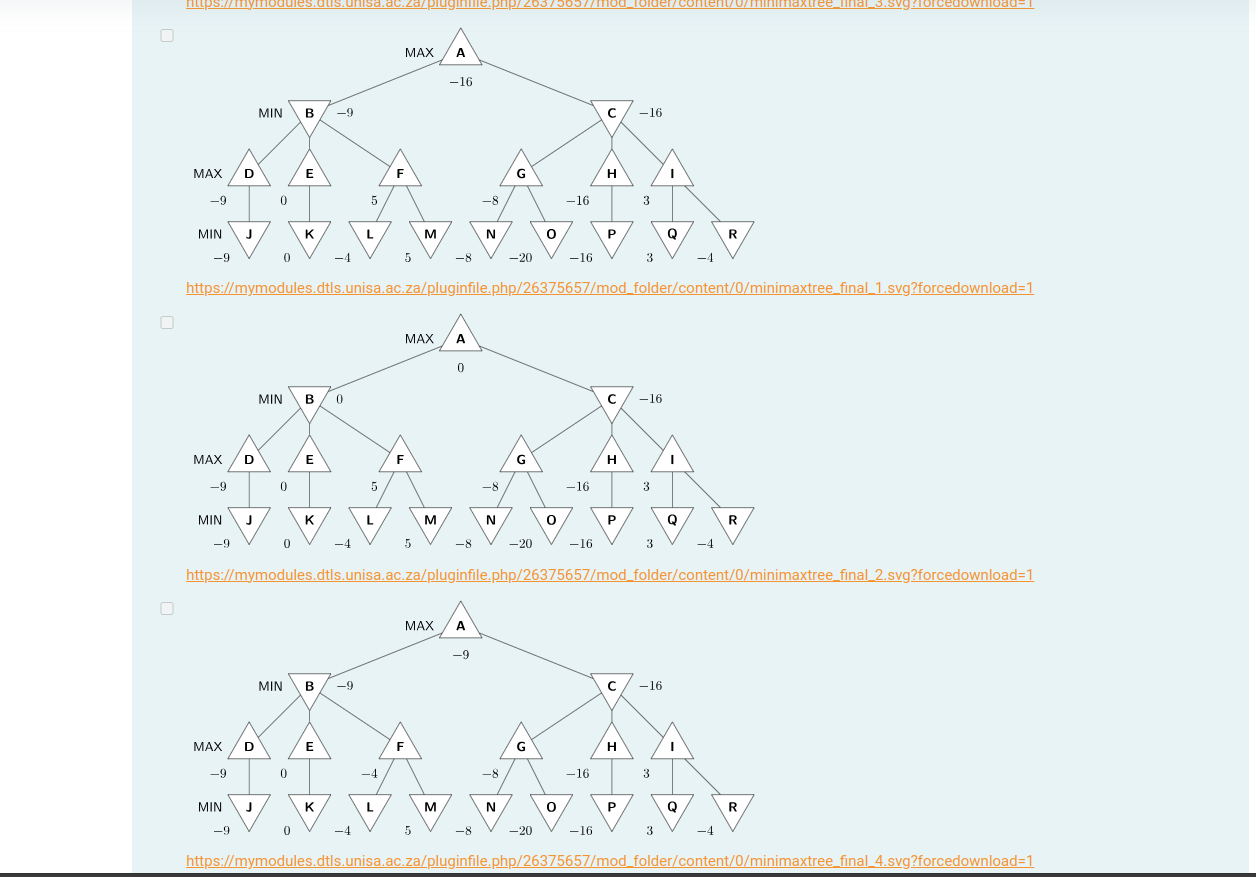 https://mymodules.dtls.unisa.ac.za/pluginfile.php/26375657/mod_folder/content/0/minimaxtree_final_3.svg?forcedownload=1
MAX A
−16
MIN B −9 C −16
MAX D E F G H I
−9 0 5 −8 −16 3
MIN J K L M N O P Q R
−9 0 −4 5 −8 −20 −16 3 −4
https://mymodules.dtls.unisa.ac.za/pluginfile.php/26375657/mod_folder/content/0/minimaxtree_final_1.svg?forcedownload=1
MAX A
0
MIN B 0 C −16
MAX D E F G H I
−9 0 5 −8 −16 3
MIN J K L M N O P Q R
−9 0 −4 5 −8 −20 −16 3 −4
https://mymodules.dtls.unisa.ac.za/pluginfile.php/26375657/mod_folder/content/0/minimaxtree_final_2.svg?forcedownload=1
MAX A
−9
MIN B −9 C −16
MAX D E F G H I
−9 0 −4 −8 −16 3
MIN J K L M N O P Q R
−9 0 −4 5 −8 −20 −16 3 −4
https://mymodules.dtls.unisa.ac.za/pluginfile.php/26375657/mod_folder/content/0/minimaxtree_final_4.svg?forcedownload=1